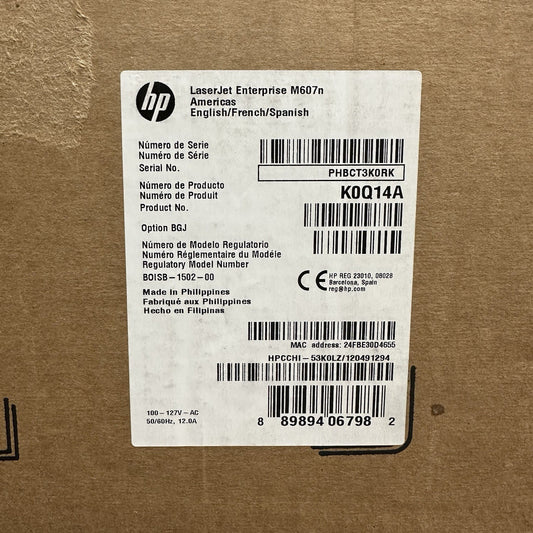 hp
LaserJet Enterprise M607n
Americas
English/French/Spanish
Número de Serie
Numéro de Série
Serial No.
PHBCT3K0RK
Número de Producto
Numéro de Produit
Product No.
K0Q14A
Option BGJ
Número de Modelo Regulatorio
Numéro Réglementaire du Modéle
Regulatory Model Number
BOISB-1502-00
CE
HP REG 23010, 08028
Barcelona, Spain
reg@hp.com
Made in Philippines
Fabriqué aux Philippines
Hecho en Filipinas
MAC address: 24FBE30D4655
HPCCHI-53K0LZ/120491294
100-127V-AC
50/60Hz, 12.0A
8 89894 06798 2